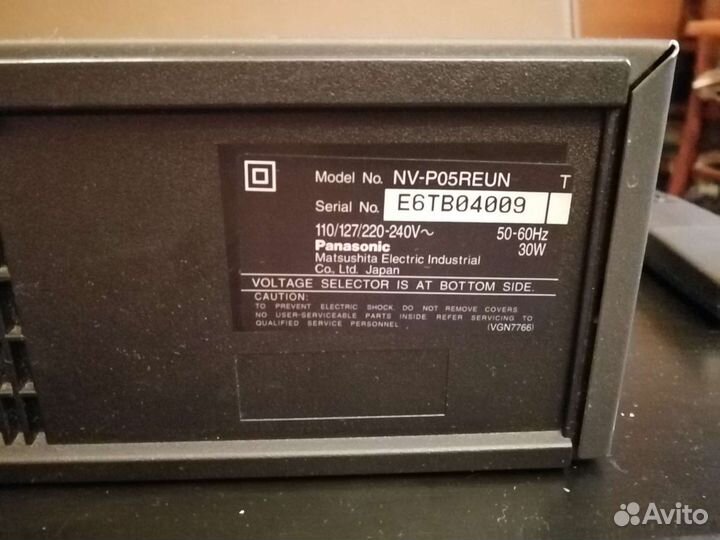 Model No. NV-P05REUN T
Serial No. E6TB04009
110/127/220-240V~ 50-60Hz
Panasonic 30W
Matsushita Electric Industrial
Co., Ltd. Japan
VOLTAGE SELECTOR IS AT BOTTOM SIDE.
CAUTION:
TO PREVENT ELECTRIC SHOCK, DO NOT REMOVE COVERS
NO USER-SERVICEABLE PARTS INSIDE REFER SERVICING TO
QUALIFIED SERVICE PERSONNEL (VGN7766)
Avito